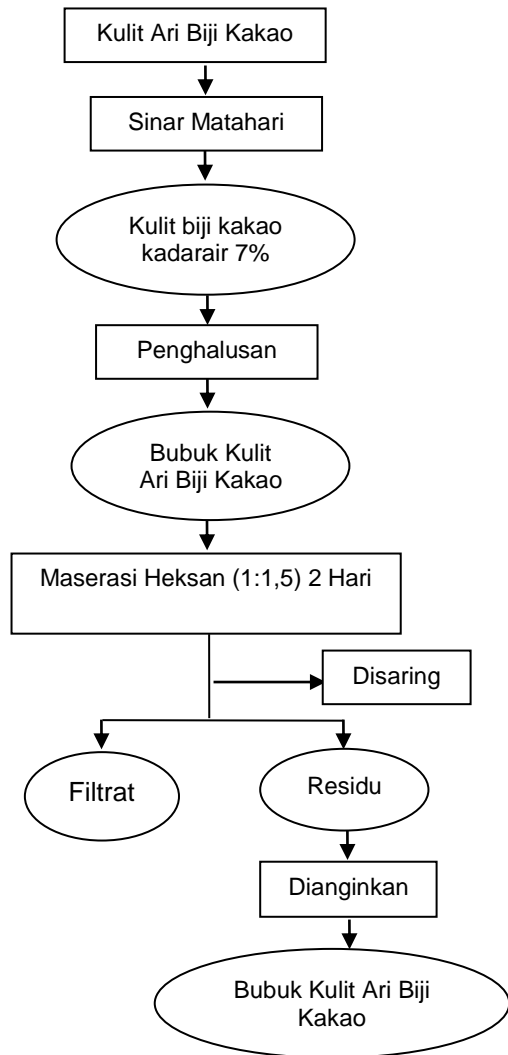 Kulit Ari Biji Kakao
Sinar Matahari
Kulit biji kakao
kadarair 7%
Penghalusan
Bubuk Kulit
Ari Biji Kakao
Maserasi Heksan (1:1,5) 2 Hari
Disaring
Filtrat
Residu
Dianginkan
Bubuk Kulit Ari Biji
Kakao